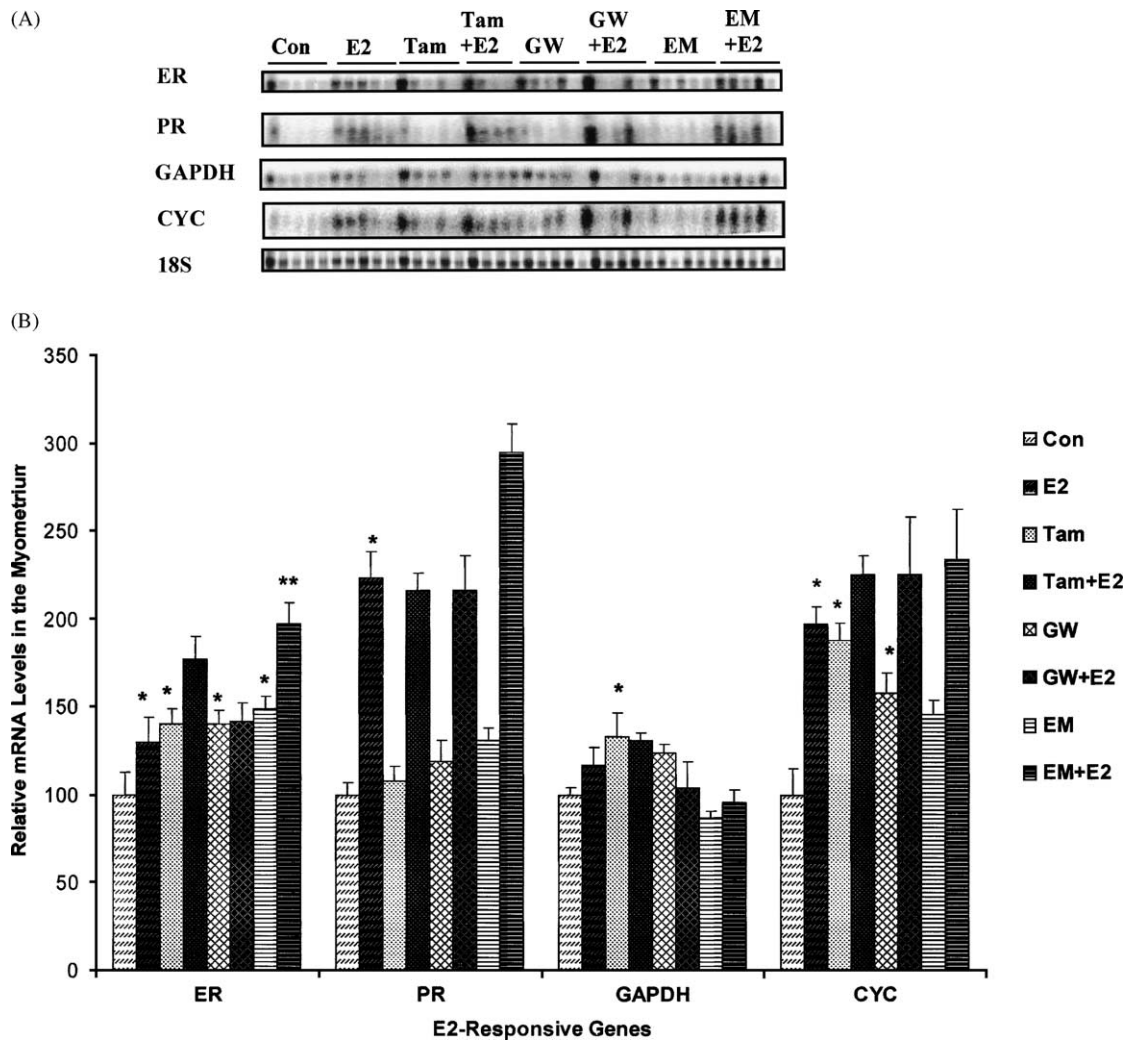 (A)
Con E2 Tam Tam +E2 GW GW +E2 EM EM +E2
ER
PR
GAPDH
CYC
18S
(B)
350
300
250
200
150
100
50
0
Relative mRNA Levels in the Myometrium
* * * * **
*
*
* * *
ER PR GAPDH CYC
E2-Responsive Genes
Con
E2
Tam
Tam+E2
GW
GW+E2
EM
EM+E2